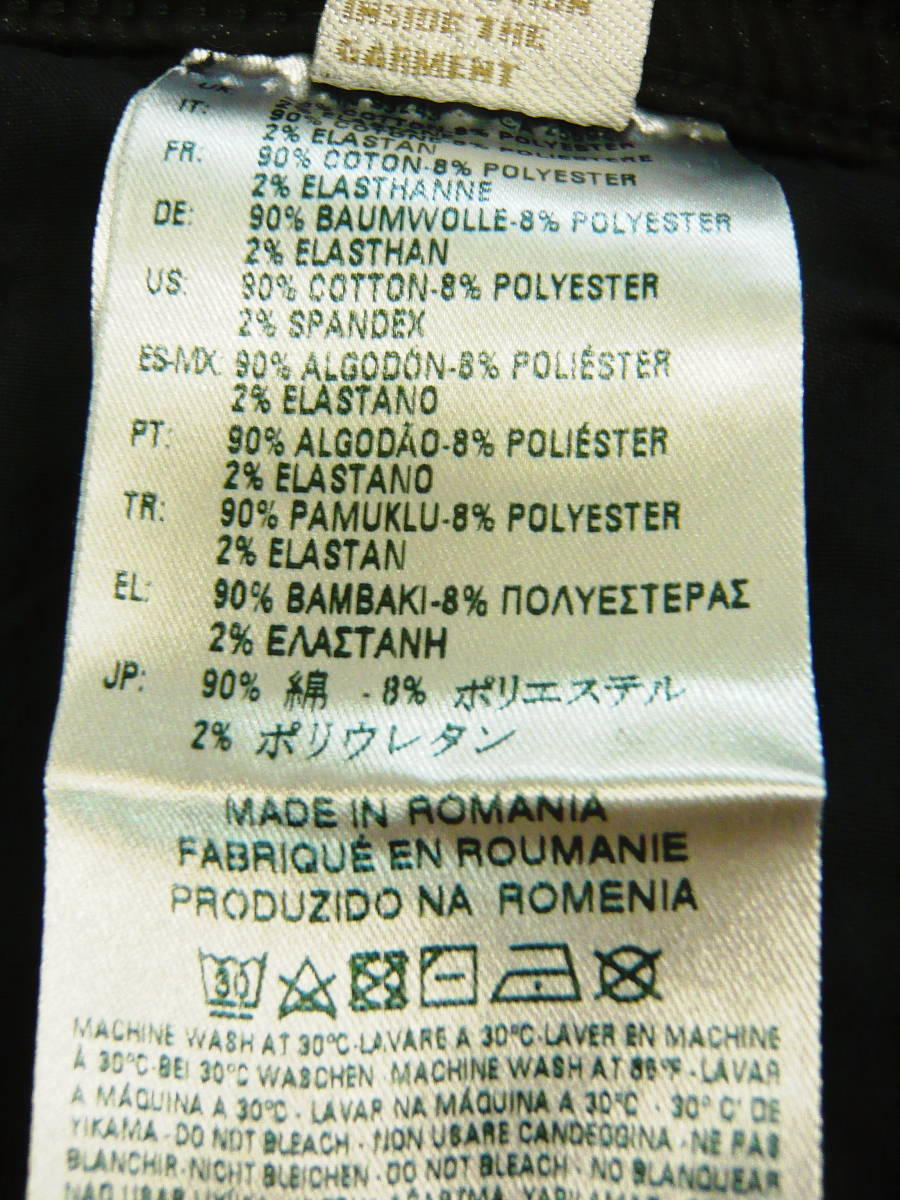 INSIDE THE
GARMENT
UK:
IT:
2% ELASTAN
FR: 90% COTON-8% POLYESTER
2% ELASTHANNE
DE: 90% BAUMWOLLE-8% POLYESTER
2% ELASTHAN
US: 90% COTTON-8% POLYESTER
2% SPANDEX
ES-MX: 90% ALGODÓN-8% POLIÉSTER
2% ELASTANO
PT: 90% ALGODÃO-8% POLIÉSTER
2% ELASTANO
TR: 90% PAMUKLU-8% POLYESTER
2% ELASTAN
EL: 90% BAMBAKI-8% ΠΟΛΥΕΣΤΕΡΑΣ
2% ΕΛΑΣΤΑΝΗ
JP: 90% 綿 - 8% ポリエステル
2% ポリウレタン
MADE IN ROMANIA
FABRIQUÉ EN ROUMANIE
PRODUZIDO NA ROMENIA
30
MACHINE WASH AT 30°C-LAVARE A 30°C-LAVER EN MACHINE
À 30°C-BEI 30°C WASCHEN - MACHINE WASH AT 86°F - LAVAR
A MÁQUINA A 30°C - LAVAR NA MÁQUINA A 30°C - 30° C' DE
YIKAMA - DO NOT BLEACH - NON USARE CANDEGGINA - NE PAS
BLANCHIR - NICHT BLEICHEN - DO NOT BLEACH - NO BLANQUEAR
NÃO USAR